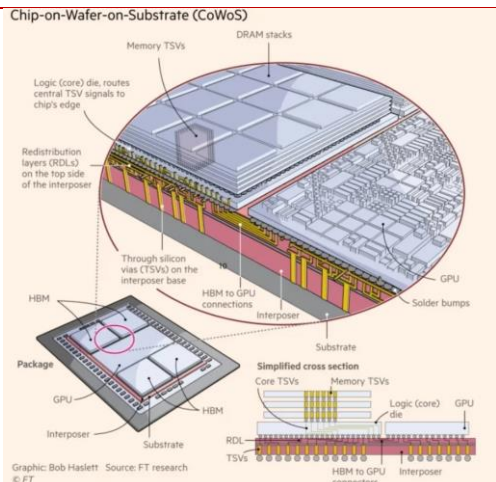 Chip-on-Wafer-on-Substrate (CoWoS)
DRAM stacks
Memory TSVs
Logic (core) die, routes
central TSV signals to
chip's edge
Redistribution
layers (RDLs)
on the top side
of the interposer
Through silicon
vias (TSVs) on the
interposer base
10
HBM to GPU
connections
Interposer
Substrate
GPU
Solder bumps
HBM
Package
GPU
Interposer
Substrate
HBM
Simplified cross section
Core TSVs
Memory TSVs
Logic (core)
die
GPU
RDL
TSVs
HBM to GPU
Interposer
Graphic: Bob Haslett Source: FT research
© FT